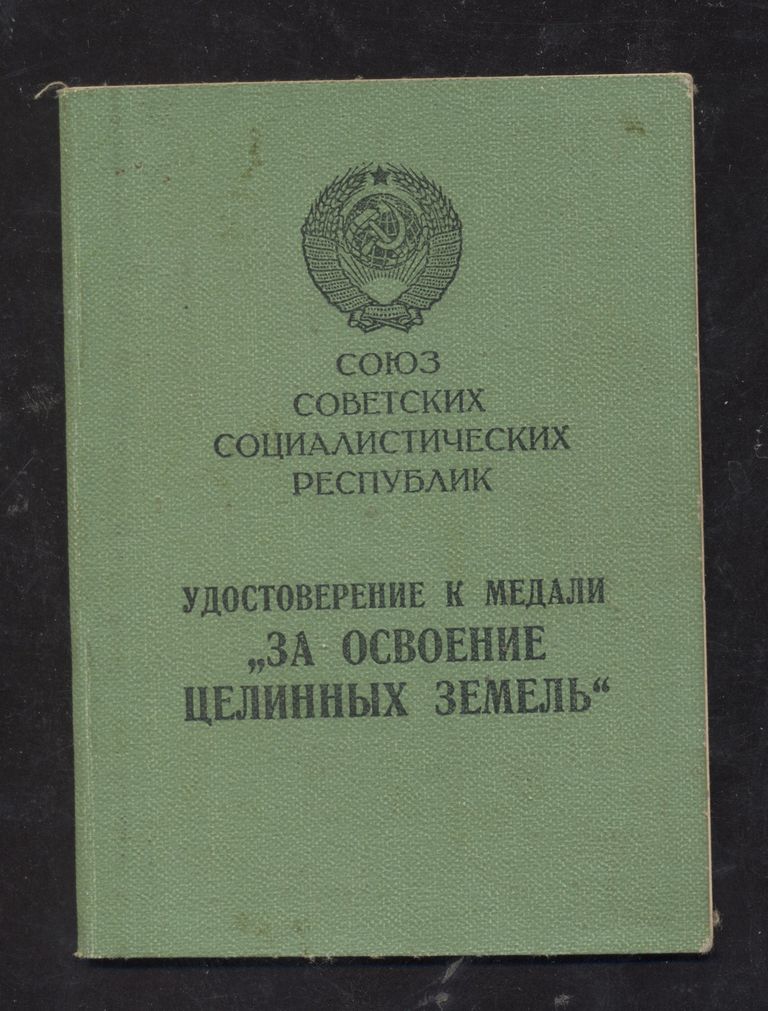 СОЮЗ
СОВЕТСКИХ
СОЦИАЛИСТИЧЕСКИХ
РЕСПУБЛИК
УДОСТОВЕРЕНИЕ К МЕДАЛИ
„ЗА ОСВОЕНИЕ
ЦЕЛИННЫХ ЗЕМЕЛЬ“